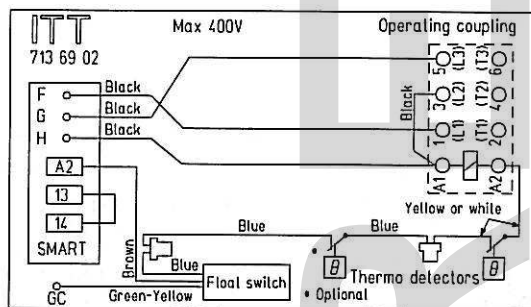 ITT
Max 400V
Operating coupling
713 69 02
F
G
H
Black
Black
Black
Black
5 (L3) (T3) 6
3 (L2) (T2) 4
1 (L1) (T1) 2
A1 A2
A2
13
14
SMART
Yellow or white
Brown
Blue
Blue
Blue
Float switch
θ
θ
Thermo detectors
• Optional
•
GC
Green-Yellow